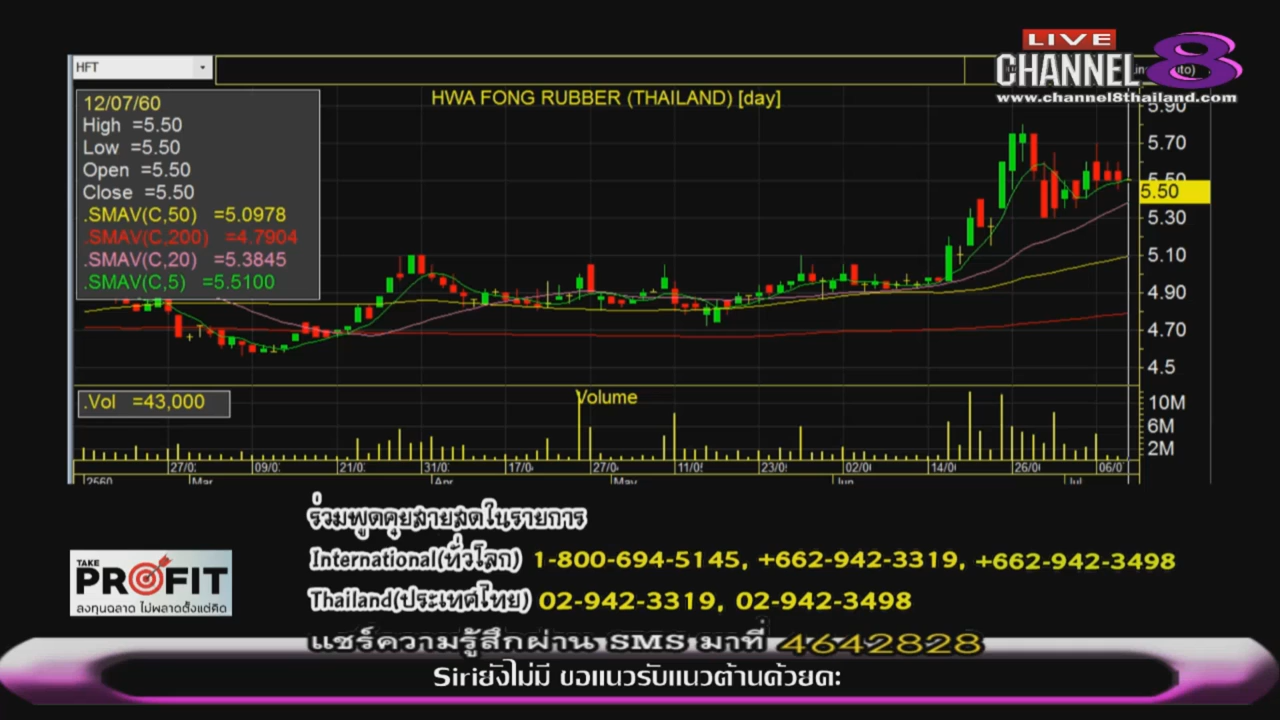 LIVE
CHANNEL 8
www.channel8thailand.com
HFT
HWA FONG RUBBER (THAILAND) [day]
12/07/60
High =5.50
Low =5.50
Open =5.50
Close =5.50
.SMAV(C,50) =5.0978
.SMAV(C,200) =4.7904
.SMAV(C,20) =5.3845
.SMAV(C,5) =5.5100
5.90
5.70
5.50
5.50
5.30
5.10
4.90
4.70
4.5
.Vol =43,000
Volume
10M
6M
2M
27/0 09/0 21/0 31/0 17/0 27/0 11/0 23/0 02/0 14/0 26/0 06/0
2560 Mar Apr May Jun Jul
ร่วมพูดคุยสายสดในรายการ
International(ทั่วโลก) 1-800-694-5145, +662-942-3319, +662-942-3498
Thailand(ประเทศไทย) 02-942-3319, 02-942-3498
แชร์ความรู้สึกผ่าน SMS มาที่ 4642828
TAKE
PROFIT
ลงทุนฉลาด ไม่พลาดตั้งแต่คิด
Siriยังไม่มี ขอแนวรับแนวต้านด้วยคะ